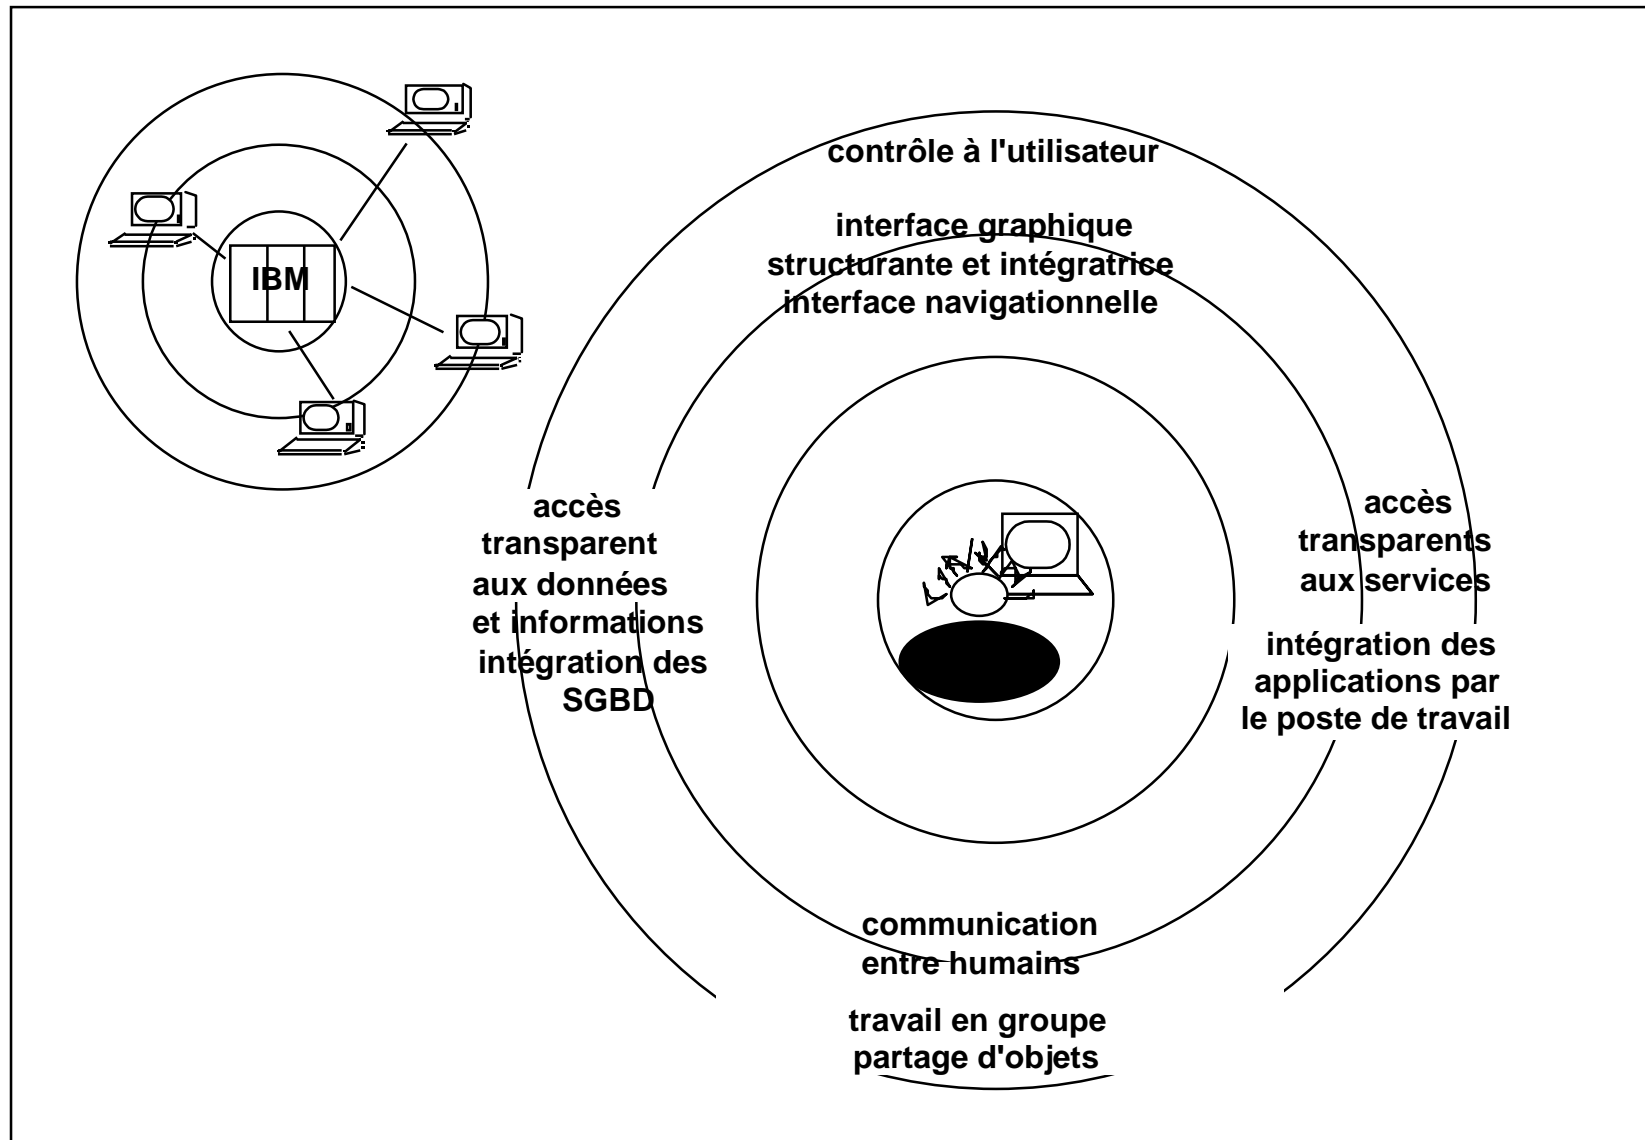 IBM
contrôle à l'utilisateur
interface graphique
structurante et intégratrice
interface navigationnelle
accès
transparent
aux données
et informations
intégration des
SGBD
accès
transparents
aux services
intégration des
applications par
le poste de travail
communication
entre humains
travail en groupe
partage d'objets